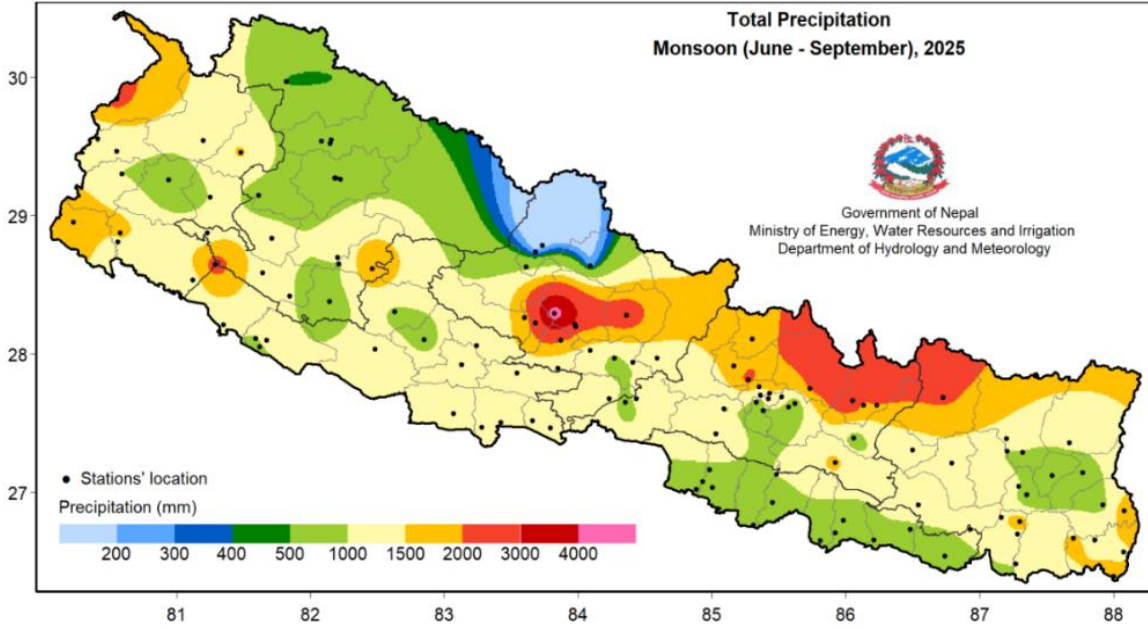 Total Precipitation
Monsoon (June - September), 2025
Government of Nepal
Ministry of Energy, Water Resources and Irrigation
Department of Hydrology and Meteorology
30
29
28
27
Stations' location
Precipitation (mm)
200 300 400 500 1000 1500 2000 3000 4000
81 82 83 84 85 86 87 88